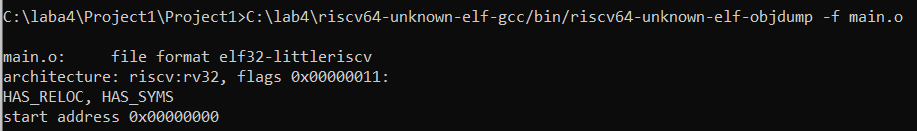 C:\laba4\Project1\Project1>C:\lab4\riscv64-unknown-elf-gcc/bin/riscv64-unknown-elf-objdump -f main.o
main.o:     file format elf32-littleriscv
architecture: riscv:rv32, flags 0x00000011:
HAS_RELOC, HAS_SYMS
start address 0x00000000